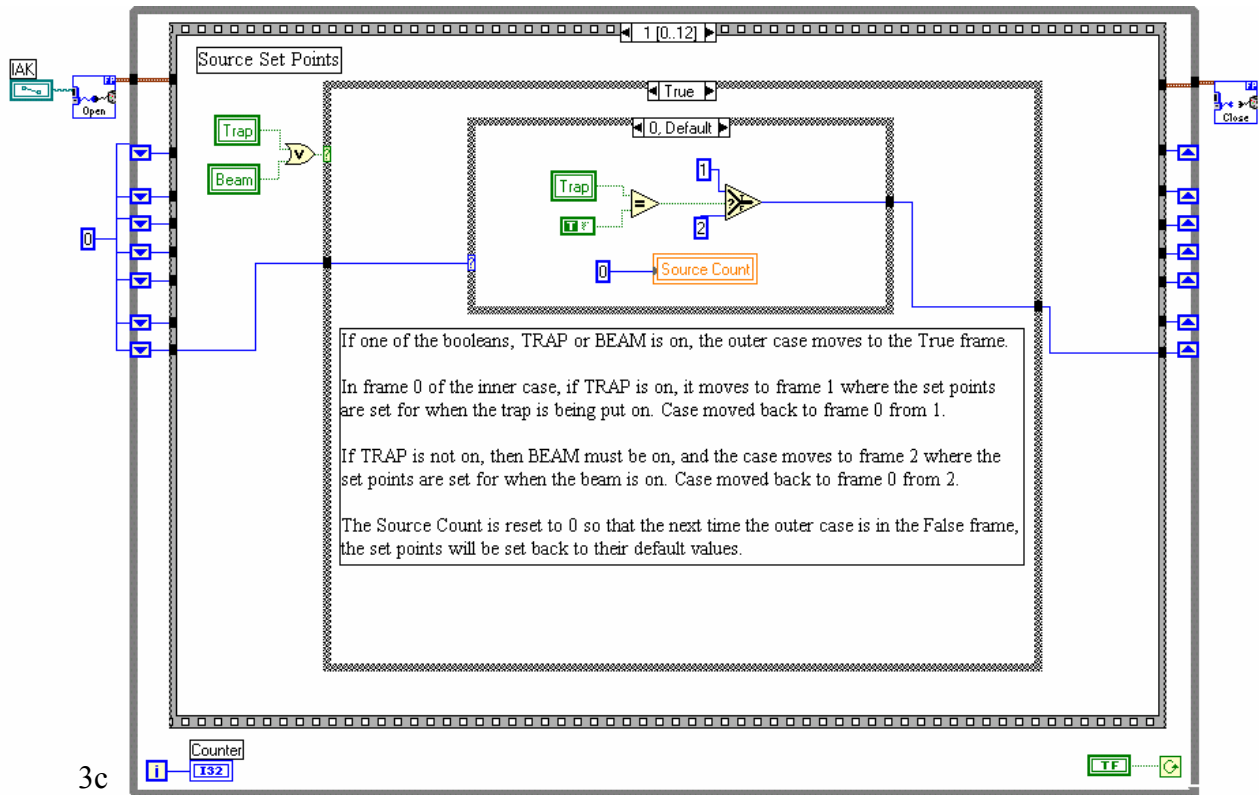 1 [0..12]
Source Set Points
IAK
FP
Open
True
FP
Close
0, Default
Trap
Beam
v
?
Trap
=
T F
1
2
?
T
F
0
?
0
Source Count
If one of the booleans, TRAP or BEAM is on, the outer case moves to the True frame.
In frame 0 of the inner case, if TRAP is on, it moves to frame 1 where the set points
are set for when the trap is being put on. Case moved back to frame 0 from 1.
If TRAP is not on, then BEAM must be on, and the case moves to frame 2 where the
set points are set for when the beam is on. Case moved back to frame 0 from 2.
The Source Count is reset to 0 so that the next time the outer case is in the False frame,
the set points will be set back to their default values.
Counter
i
I32
TF
3c